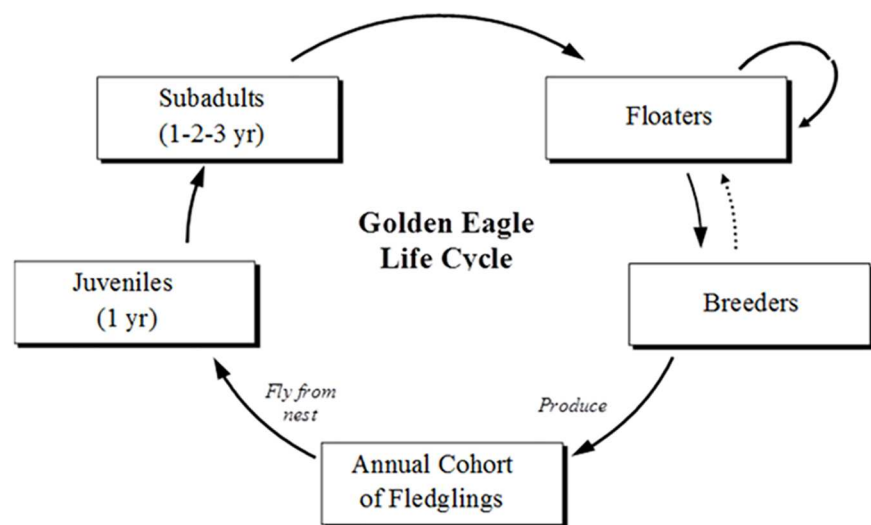 Subadults
(1-2-3 yr)
Floaters
Golden Eagle
Life Cycle
Juveniles
(1 yr)
Breeders
Fly from
nest
Produce
Annual Cohort
of Fledglings